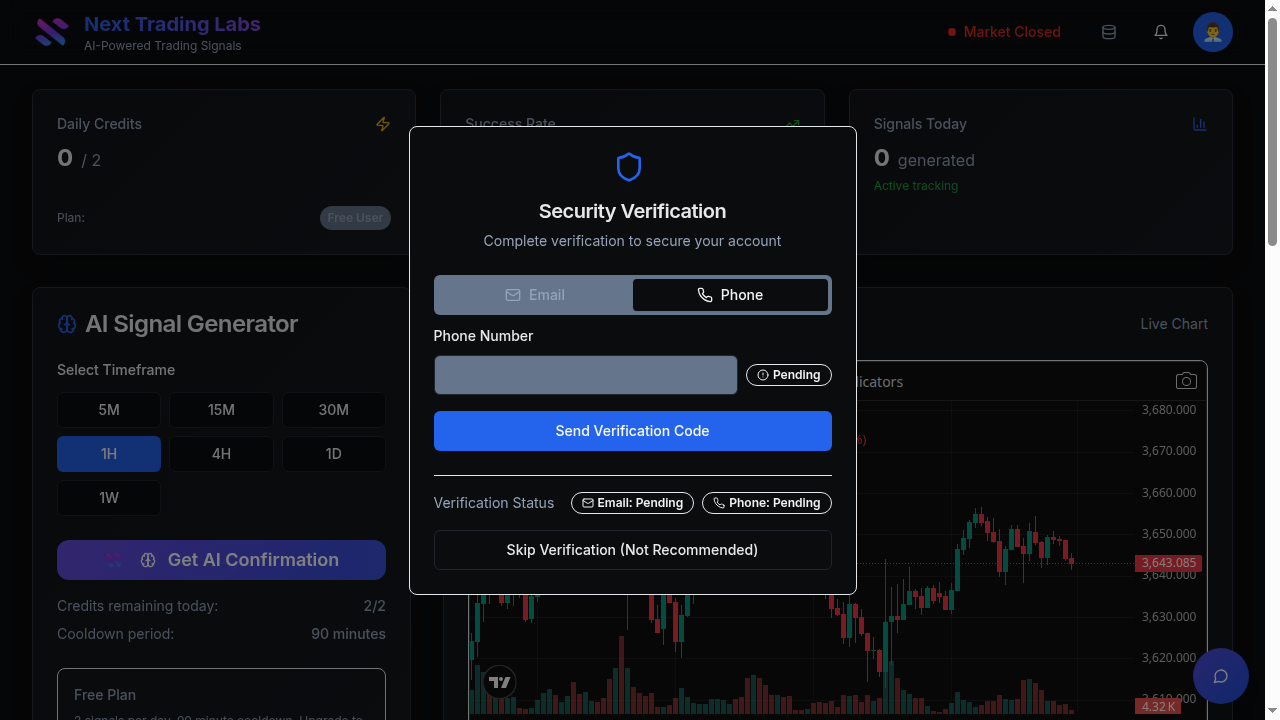 Next Trading Labs
AI-Powered Trading Signals
Market Closed
Daily Credits
0 / 2
Plan:
Free User
Success Rate
Signals Today
0 generated
Active tracking
Security Verification
Complete verification to secure your account
Email
Phone
Phone Number
Pending
Send Verification Code
Verification Status
Email: Pending
Phone: Pending
Skip Verification (Not Recommended)
AI Signal Generator
Select Timeframe
5M
15M
30M
1H
4H
1D
1W
Get AI Confirmation
Credits remaining today:
2/2
Cooldown period:
90 minutes
Free Plan
Live Chart
3,680.000
3,670.000
3,660.000
3,650.000
3,643.085
3,640.000
3,630.000
3,620.000
3,610.000
4.32 K